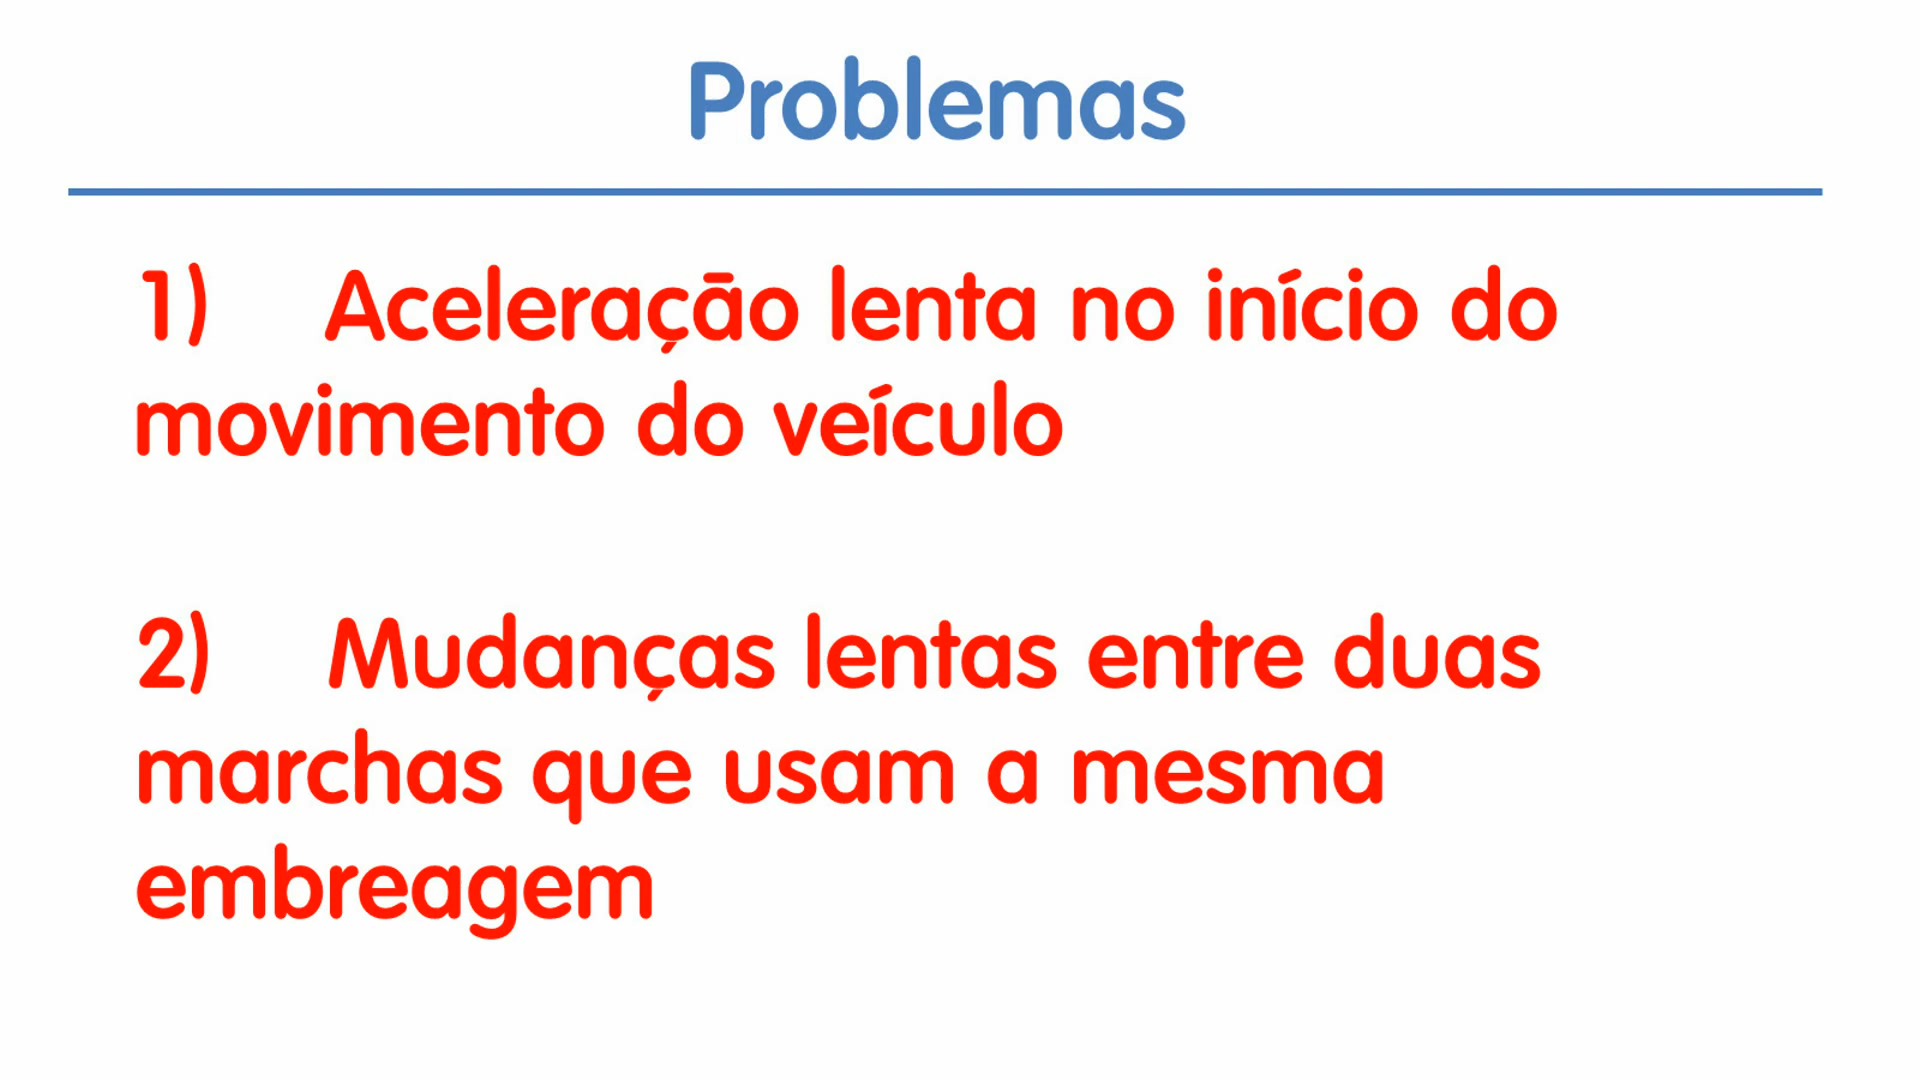 Problemas
1) Aceleração lenta no início do
movimento do veículo
2) Mudanças lentas entre duas
marchas que usam a mesma
embreagem